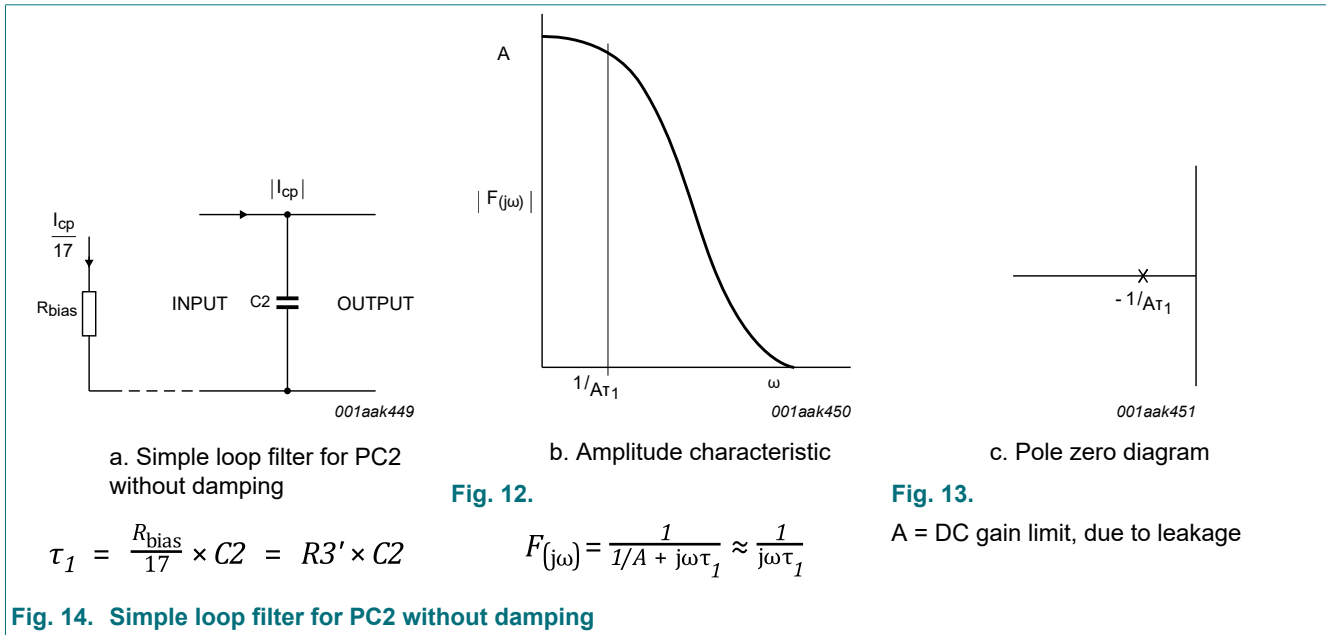 |Icp|
Icp
17
Rbias
INPUT
C2
OUTPUT
001aak449
a. Simple loop filter for PC2
without damping
τ1 = Rbias/17 × C2 = R3' × C2
A
|F(jω)|
1/Aτ1
ω
001aak450
b. Amplitude characteristic
Fig. 12.
F(jω) = 1/(1/A + jωτ1) ≈ 1/jωτ1
- 1/Aτ1
001aak451
c. Pole zero diagram
Fig. 13.
A = DC gain limit, due to leakage
Fig. 14. Simple loop filter for PC2 without damping